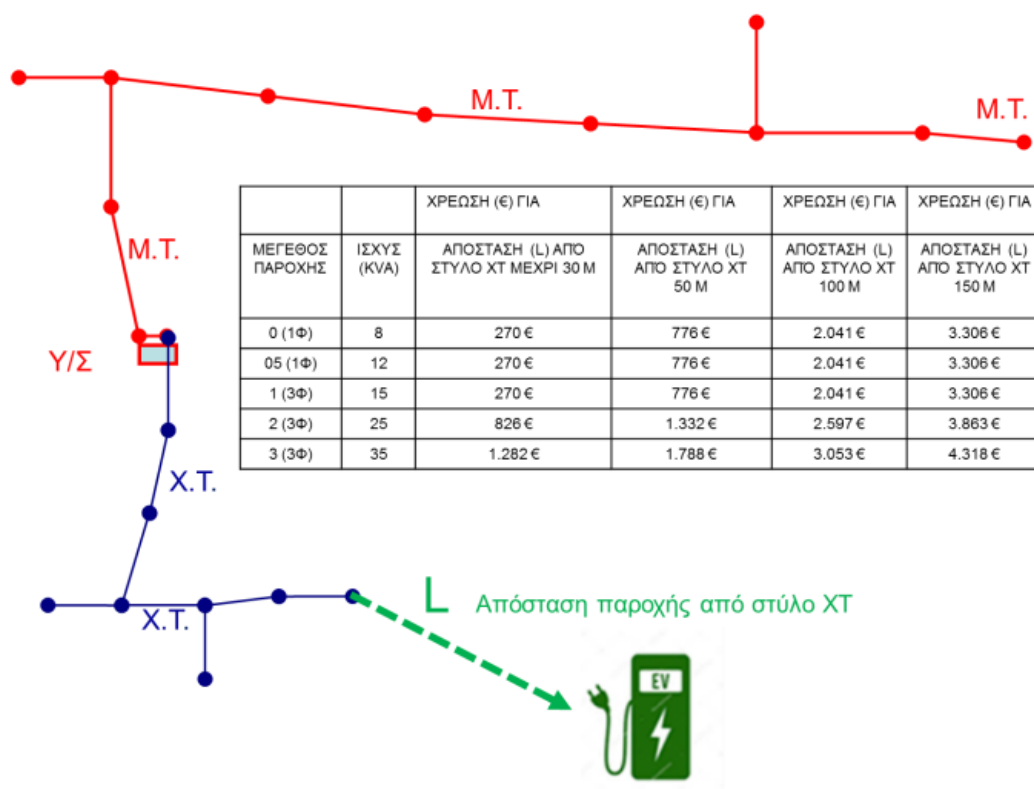 Μ.Τ.
Μ.Τ.
Μ.Τ.
ΧΡΕΩΣΗ (€) ΓΙΑ ΧΡΕΩΣΗ (€) ΓΙΑ ΧΡΕΩΣΗ (€) ΓΙΑ ΧΡΕΩΣΗ (€) ΓΙΑ
ΜΕΓΕΘΟΣ ΙΣΧΥΣ ΑΠΟΣΤΑΣΗ (L) ΑΠΌ ΑΠΟΣΤΑΣΗ (L) ΑΠΟΣΤΑΣΗ (L) ΑΠΟΣΤΑΣΗ (L)
ΠΑΡΟΧΗΣ (KVA) ΣΤΥΛΟ ΧΤ ΜΕΧΡΙ 30 Μ ΑΠΌ ΣΤΥΛΟ ΧΤ ΑΠΌ ΣΤΥΛΟ ΧΤ ΑΠΌ ΣΤΥΛΟ ΧΤ
50 Μ 100 Μ 150 Μ
0 (1Φ) 8 270 € 776 € 2.041 € 3.306 €
05 (1Φ) 12 270 € 776 € 2.041 € 3.306 €
1 (3Φ) 15 270 € 776 € 2.041 € 3.306 €
2 (3Φ) 25 826 € 1.332 € 2.597 € 3.863 €
3 (3Φ) 35 1.282 € 1.788 € 3.053 € 4.318 €
Υ/Σ
Χ.Τ.
Χ.Τ.
L Απόσταση παροχής από στύλο ΧΤ
EV